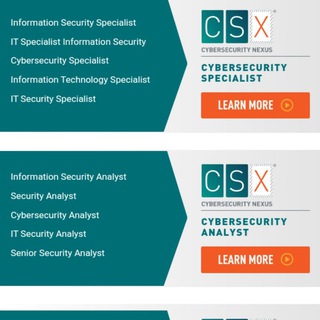 Information Security Specialist
IT Specialist Information Security
Cybersecurity Specialist
Information Technology Specialist
IT Security Specialist
CSX
CYBERSECURITY NEXUS
CYBERSECURITY
SPECIALIST
LEARN MORE
Information Security Analyst
Security Analyst
Cybersecurity Analyst
IT Security Analyst
Senior Security Analyst
CSX
CYBERSECURITY NEXUS
CYBERSECURITY
ANALYST
LEARN MORE